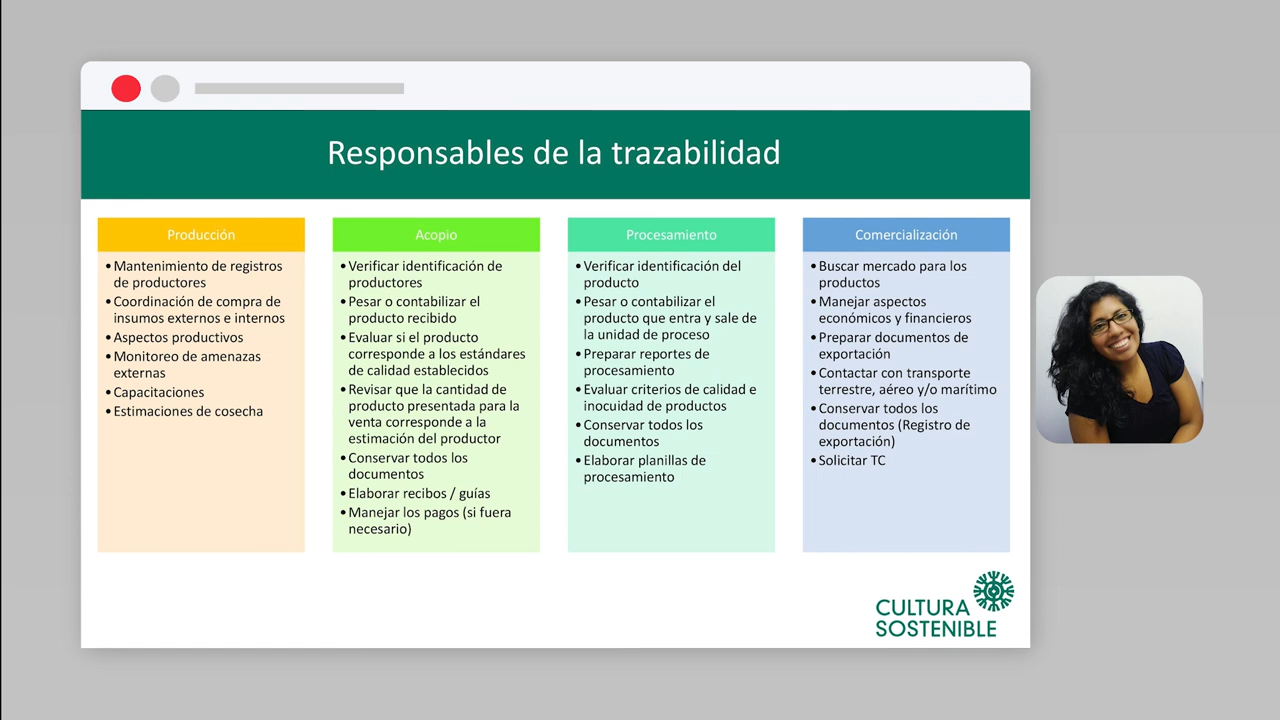 Responsables de la trazabilidad
Producción
•Mantenimiento de registros
de productores
•Coordinación de compra de
insumos externos e internos
•Aspectos productivos
•Monitoreo de amenazas
externas
•Capacitaciones
•Estimaciones de cosecha
Acopio
•Verificar identificación de
productores
•Pesar o contabilizar el
producto recibido
•Evaluar si el producto
corresponde a los estándares
de calidad establecidos
•Revisar que la cantidad de
producto presentada para la
venta corresponde a la
estimación del productor
•Conservar todos los
documentos
•Elaborar recibos / guías
•Manejar los pagos (si fuera
necesario)
Procesamiento
•Verificar identificación del
producto
•Pesar o contabilizar el
producto que entra y sale de
la unidad de proceso
•Preparar reportes de
procesamiento
•Evaluar criterios de calidad e
inocuidad de productos
•Conservar todos los
documentos
•Elaborar planillas de
procesamiento
Comercialización
•Buscar mercado para los
productos
•Manejar aspectos
económicos y financieros
•Preparar documentos de
exportación
•Contactar con transporte
terrestre, aéreo y/o marítimo
•Conservar todos los
documentos (Registro de
exportación)
•Solicitar TC
CULTURA
SOSTENIBLE